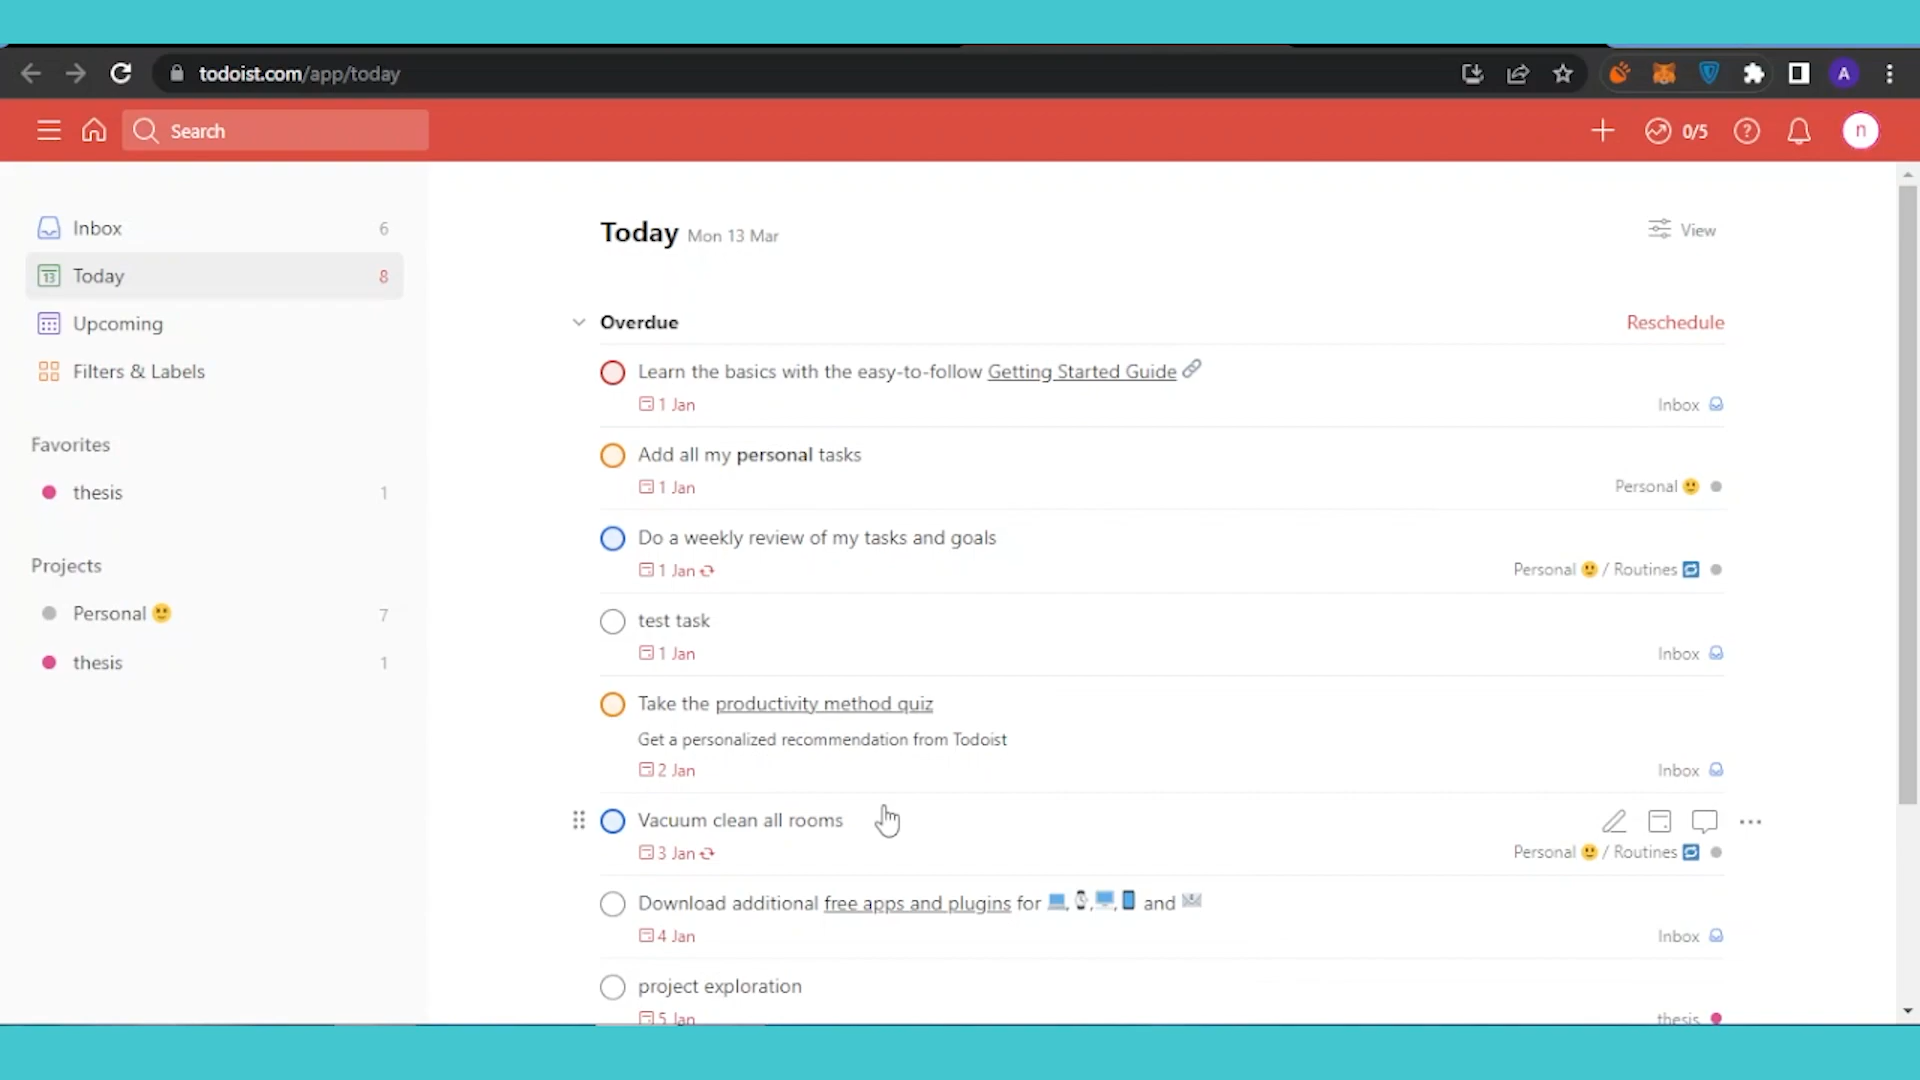 todoist.com/app/today
A
Search
0/5
n
Inbox 6
13 Today 8
Upcoming
Filters & Labels
Favorites
thesis 1
Projects
Personal 🙂 7
thesis 1
Today Mon 13 Mar
View
Overdue
Reschedule
Learn the basics with the easy-to-follow Getting Started Guide
1 Jan
Inbox
Add all my personal tasks
1 Jan
Personal 🙂
Do a weekly review of my tasks and goals
1 Jan
Personal 🙂 / Routines 🔁
test task
1 Jan
Inbox
Take the productivity method quiz
Get a personalized recommendation from Todoist
2 Jan
Inbox
Vacuum clean all rooms
3 Jan
Personal 🙂 / Routines 🔁
Download additional free apps and plugins for 💻, ⌚, 🖥, 📱 and 📧
4 Jan
Inbox
project exploration
5 Jan
thesis